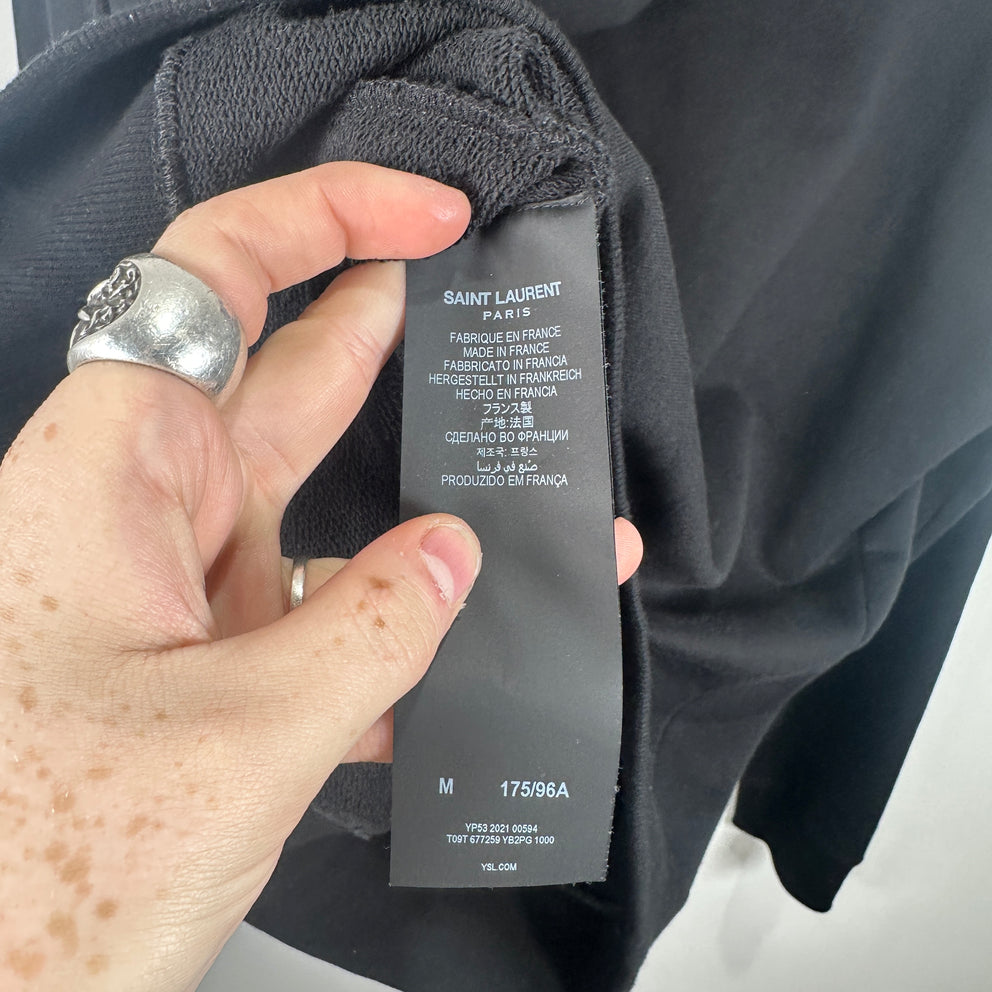 SAINT LAURENT
PARIS
FABRIQUE EN FRANCE
MADE IN FRANCE
FABBRICATO IN FRANCIA
HERGESTELLT IN FRANKREICH
HECHO EN FRANCIA
フランス製
产地:法国
СДЕЛАНО ВО ФРАНЦИИ
제조국: 프랑스
صُنع في فرنسا
PRODUZIDO EM FRANÇA
M 175/96A
YP53 2021 00594
T09T 677259 YB2PG 1000
YSL.COM